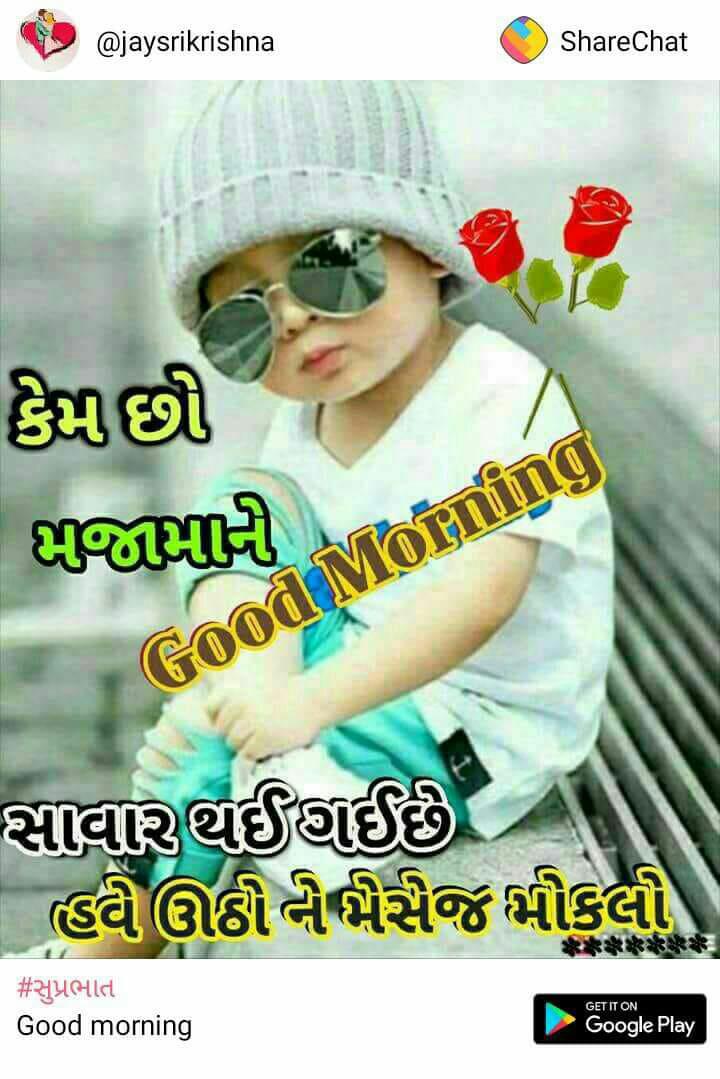 @jaysrikrishna
ShareChat
કેમ છો
મજામાને
Good Morning
સાવાર થઈ ગઈછે
હવે ઊઠો ને મેસેજ મોકલો
*******
#સુપ્રભાત
Good morning
GET IT ON
Google Play